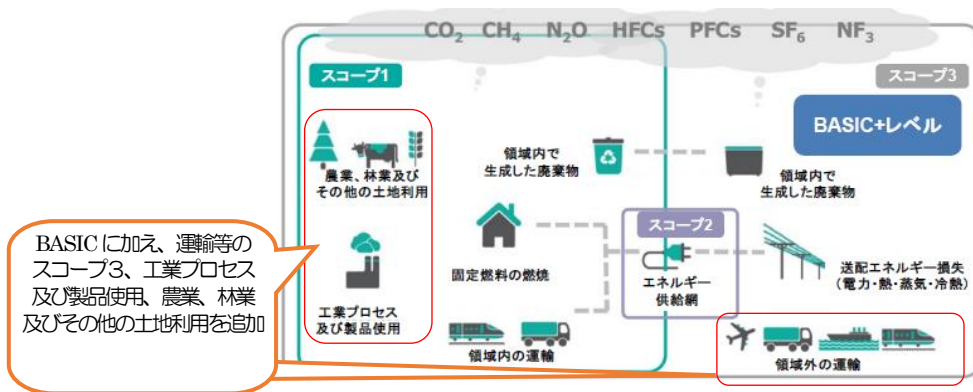 CO2 CH4 N2O HFCs PFCs SF6 NF3
スコープ1
スコープ3
BASIC+レベル
農業、林業及び
その他の土地利用
領域内で
生成した廃棄物
領域内で
生成した廃棄物
スコープ2
BASICに加え、運輸等の
スコープ3、工業プロセス
及び製品使用、農業、林業
及びその他の土地利用を追加
固定燃料の燃焼
エネルギー
供給網
送配エネルギー損失
(電力・熱・蒸気・冷熱)
工業プロセス
及び製品使用
領域内の運輸
領域外の運輸